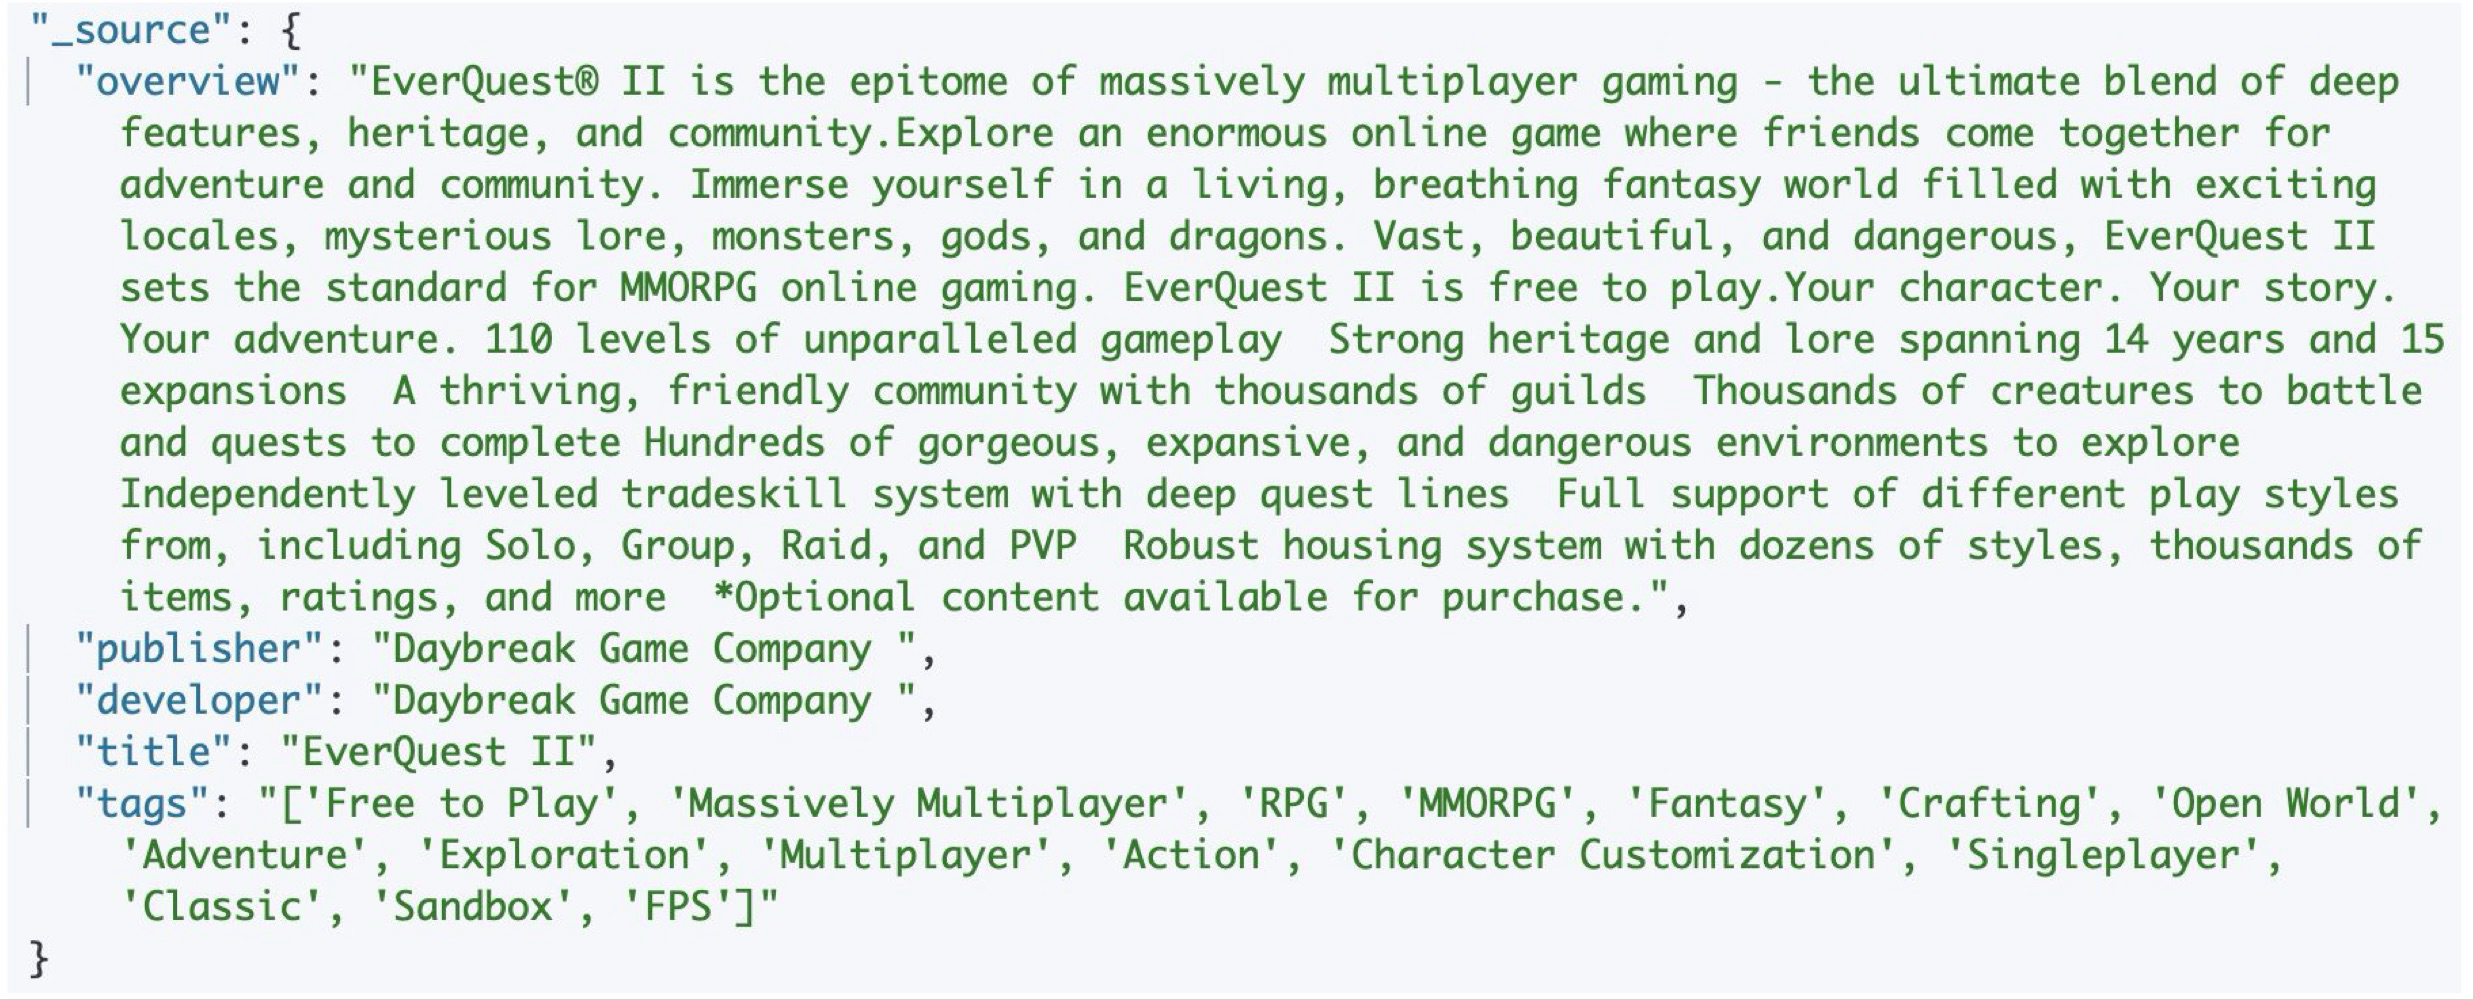 "_source": {
"overview": "EverQuest® II is the epitome of massively multiplayer gaming - the ultimate blend of deep
features, heritage, and community.Explore an enormous online game where friends come together for
adventure and community. Immerse yourself in a living, breathing fantasy world filled with exciting
locales, mysterious lore, monsters, gods, and dragons. Vast, beautiful, and dangerous, EverQuest II
sets the standard for MMORPG online gaming. EverQuest II is free to play.Your character. Your story.
Your adventure. 110 levels of unparalleled gameplay  Strong heritage and lore spanning 14 years and 15
expansions  A thriving, friendly community with thousands of guilds  Thousands of creatures to battle
and quests to complete Hundreds of gorgeous, expansive, and dangerous environments to explore
Independently leveled tradeskill system with deep quest lines  Full support of different play styles
from, including Solo, Group, Raid, and PVP  Robust housing system with dozens of styles, thousands of
items, ratings, and more  *Optional content available for purchase.",
"publisher": "Daybreak Game Company ",
"developer": "Daybreak Game Company ",
"title": "EverQuest II",
"tags": "['Free to Play', 'Massively Multiplayer', 'RPG', 'MMORPG', 'Fantasy', 'Crafting', 'Open World',
'Adventure', 'Exploration', 'Multiplayer', 'Action', 'Character Customization', 'Singleplayer',
'Classic', 'Sandbox', 'FPS']"
}